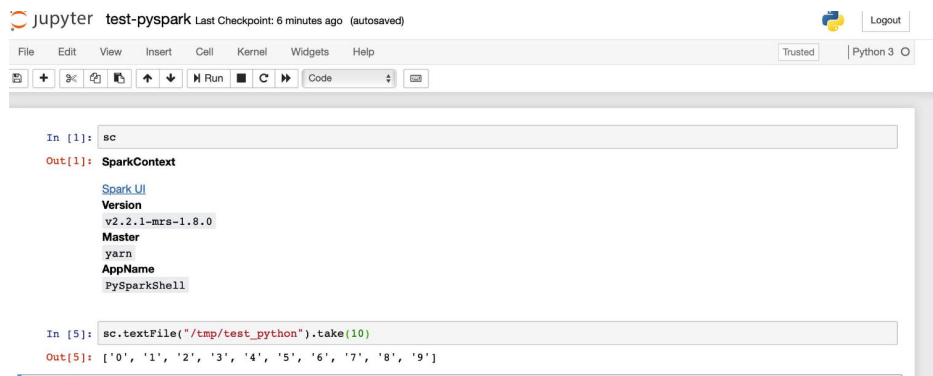 jupyter test-pyspark Last Checkpoint: 6 minutes ago (autosaved)
Logout
File Edit View Insert Cell Kernel Widgets Help
Trusted
Python 3
Run
Code
In [1]: sc
Out[1]: SparkContext
Spark UI
Version
v2.2.1-mrs-1.8.0
Master
yarn
AppName
PySparkShell
In [5]: sc.textFile("/tmp/test_python").take(10)
Out[5]: ['0', '1', '2', '3', '4', '5', '6', '7', '8', '9']